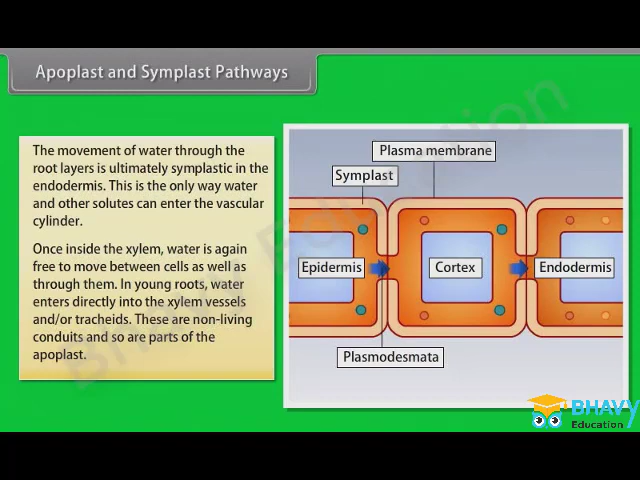 Apoplast and Symplast Pathways
The movement of water through the
root layers is ultimately symplastic in the
endodermis. This is the only way water
and other solutes can enter the vascular
cylinder.
Once inside the xylem, water is again
free to move between cells as well as
through them. In young roots, water
enters directly into the xylem vessels
and/or tracheids. These are non-living
conduits and so are parts of the
apoplast.
Plasma membrane
Symplast
Epidermis
Cortex
Endodermis
Plasmodesmata
Bhavy Education
BHAVY
Education